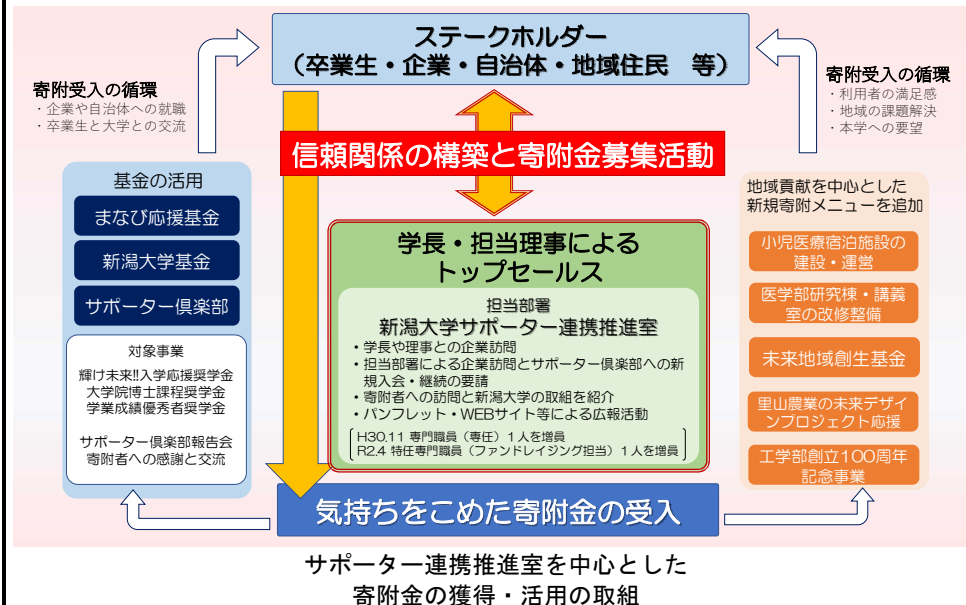 ステークホルダー
（卒業生・企業・自治体・地域住民　等）
寄附受入の循環
・企業や自治体への就職
・卒業生と大学との交流
寄附受入の循環
・利用者の満足感
・地域の課題解決
・本学への要望
信頼関係の構築と寄附金募集活動
基金の活用
まなび応援基金
新潟大学基金
サポーター倶楽部
対象事業
輝け未来!!入学応援奨学金
大学院博士課程奨学金
学業成績優秀者奨学金
サポーター倶楽部報告会
寄附者への感謝と交流
学長・担当理事による
トップセールス
担当部署
新潟大学サポーター連携推進室
・学長や理事との企業訪問
・担当部署による企業訪問とサポーター倶楽部への新
規入会・継続の要請
・寄附者への訪問と新潟大学の取組を紹介
・パンフレット・WEBサイト等による広報活動
H30.11 専門職員（専任）１人を増員
R2.4 特任専門職員（ファンドレイジング担当）１人を増員
地域貢献を中心とした
新規寄附メニューを追加
小児医療宿泊施設の
建設・運営
医学部研究棟・講義
室の改修整備
未来地域創生基金
里山農業の未来デザイ
ンプロジェクト応援
工学部創立100周年
記念事業
気持ちをこめた寄附金の受入
サポーター連携推進室を中心とした
寄附金の獲得・活用の取組